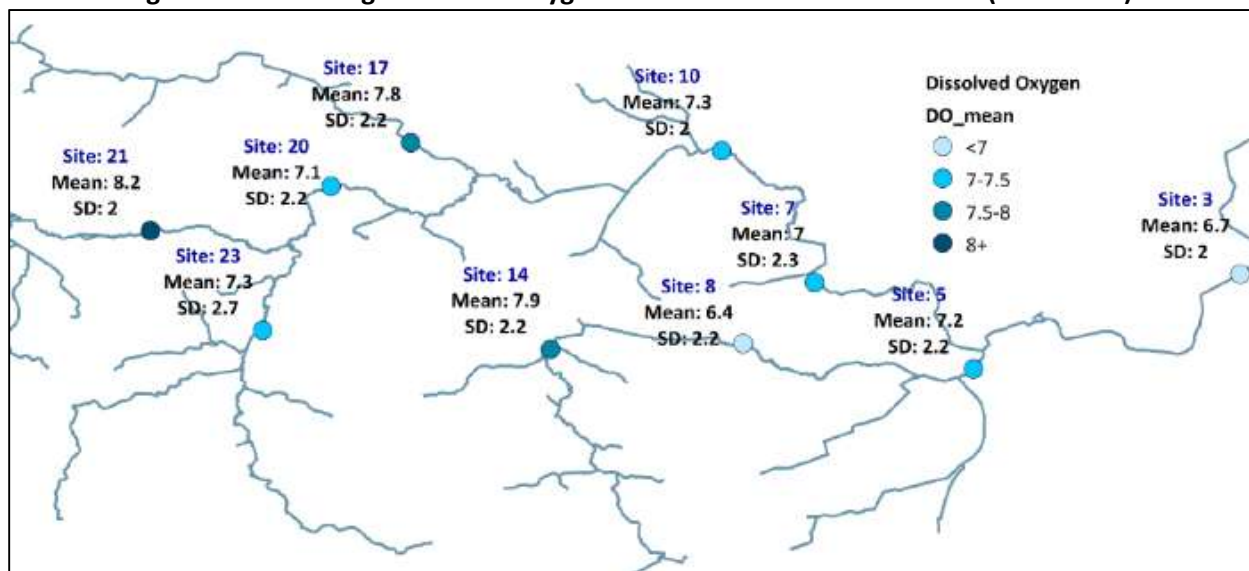 Site: 17
Mean: 7.8
SD: 2.2
Site: 10
Mean: 7.3
SD: 2
Dissolved Oxygen
DO_mean
<7
7-7.5
7.5-8
8+
Site: 21
Mean: 8.2
SD: 2
Site: 20
Mean: 7.1
SD: 2.2
Site: 7
Mean: 7
SD: 2.3
Site: 3
Mean: 6.7
SD: 2
Site: 23
Mean: 7.3
SD: 2.7
Site: 14
Mean: 7.9
SD: 2.2
Site: 8
Mean: 6.4
SD: 2.2
Site: 5
Mean: 7.2
SD: 2.2